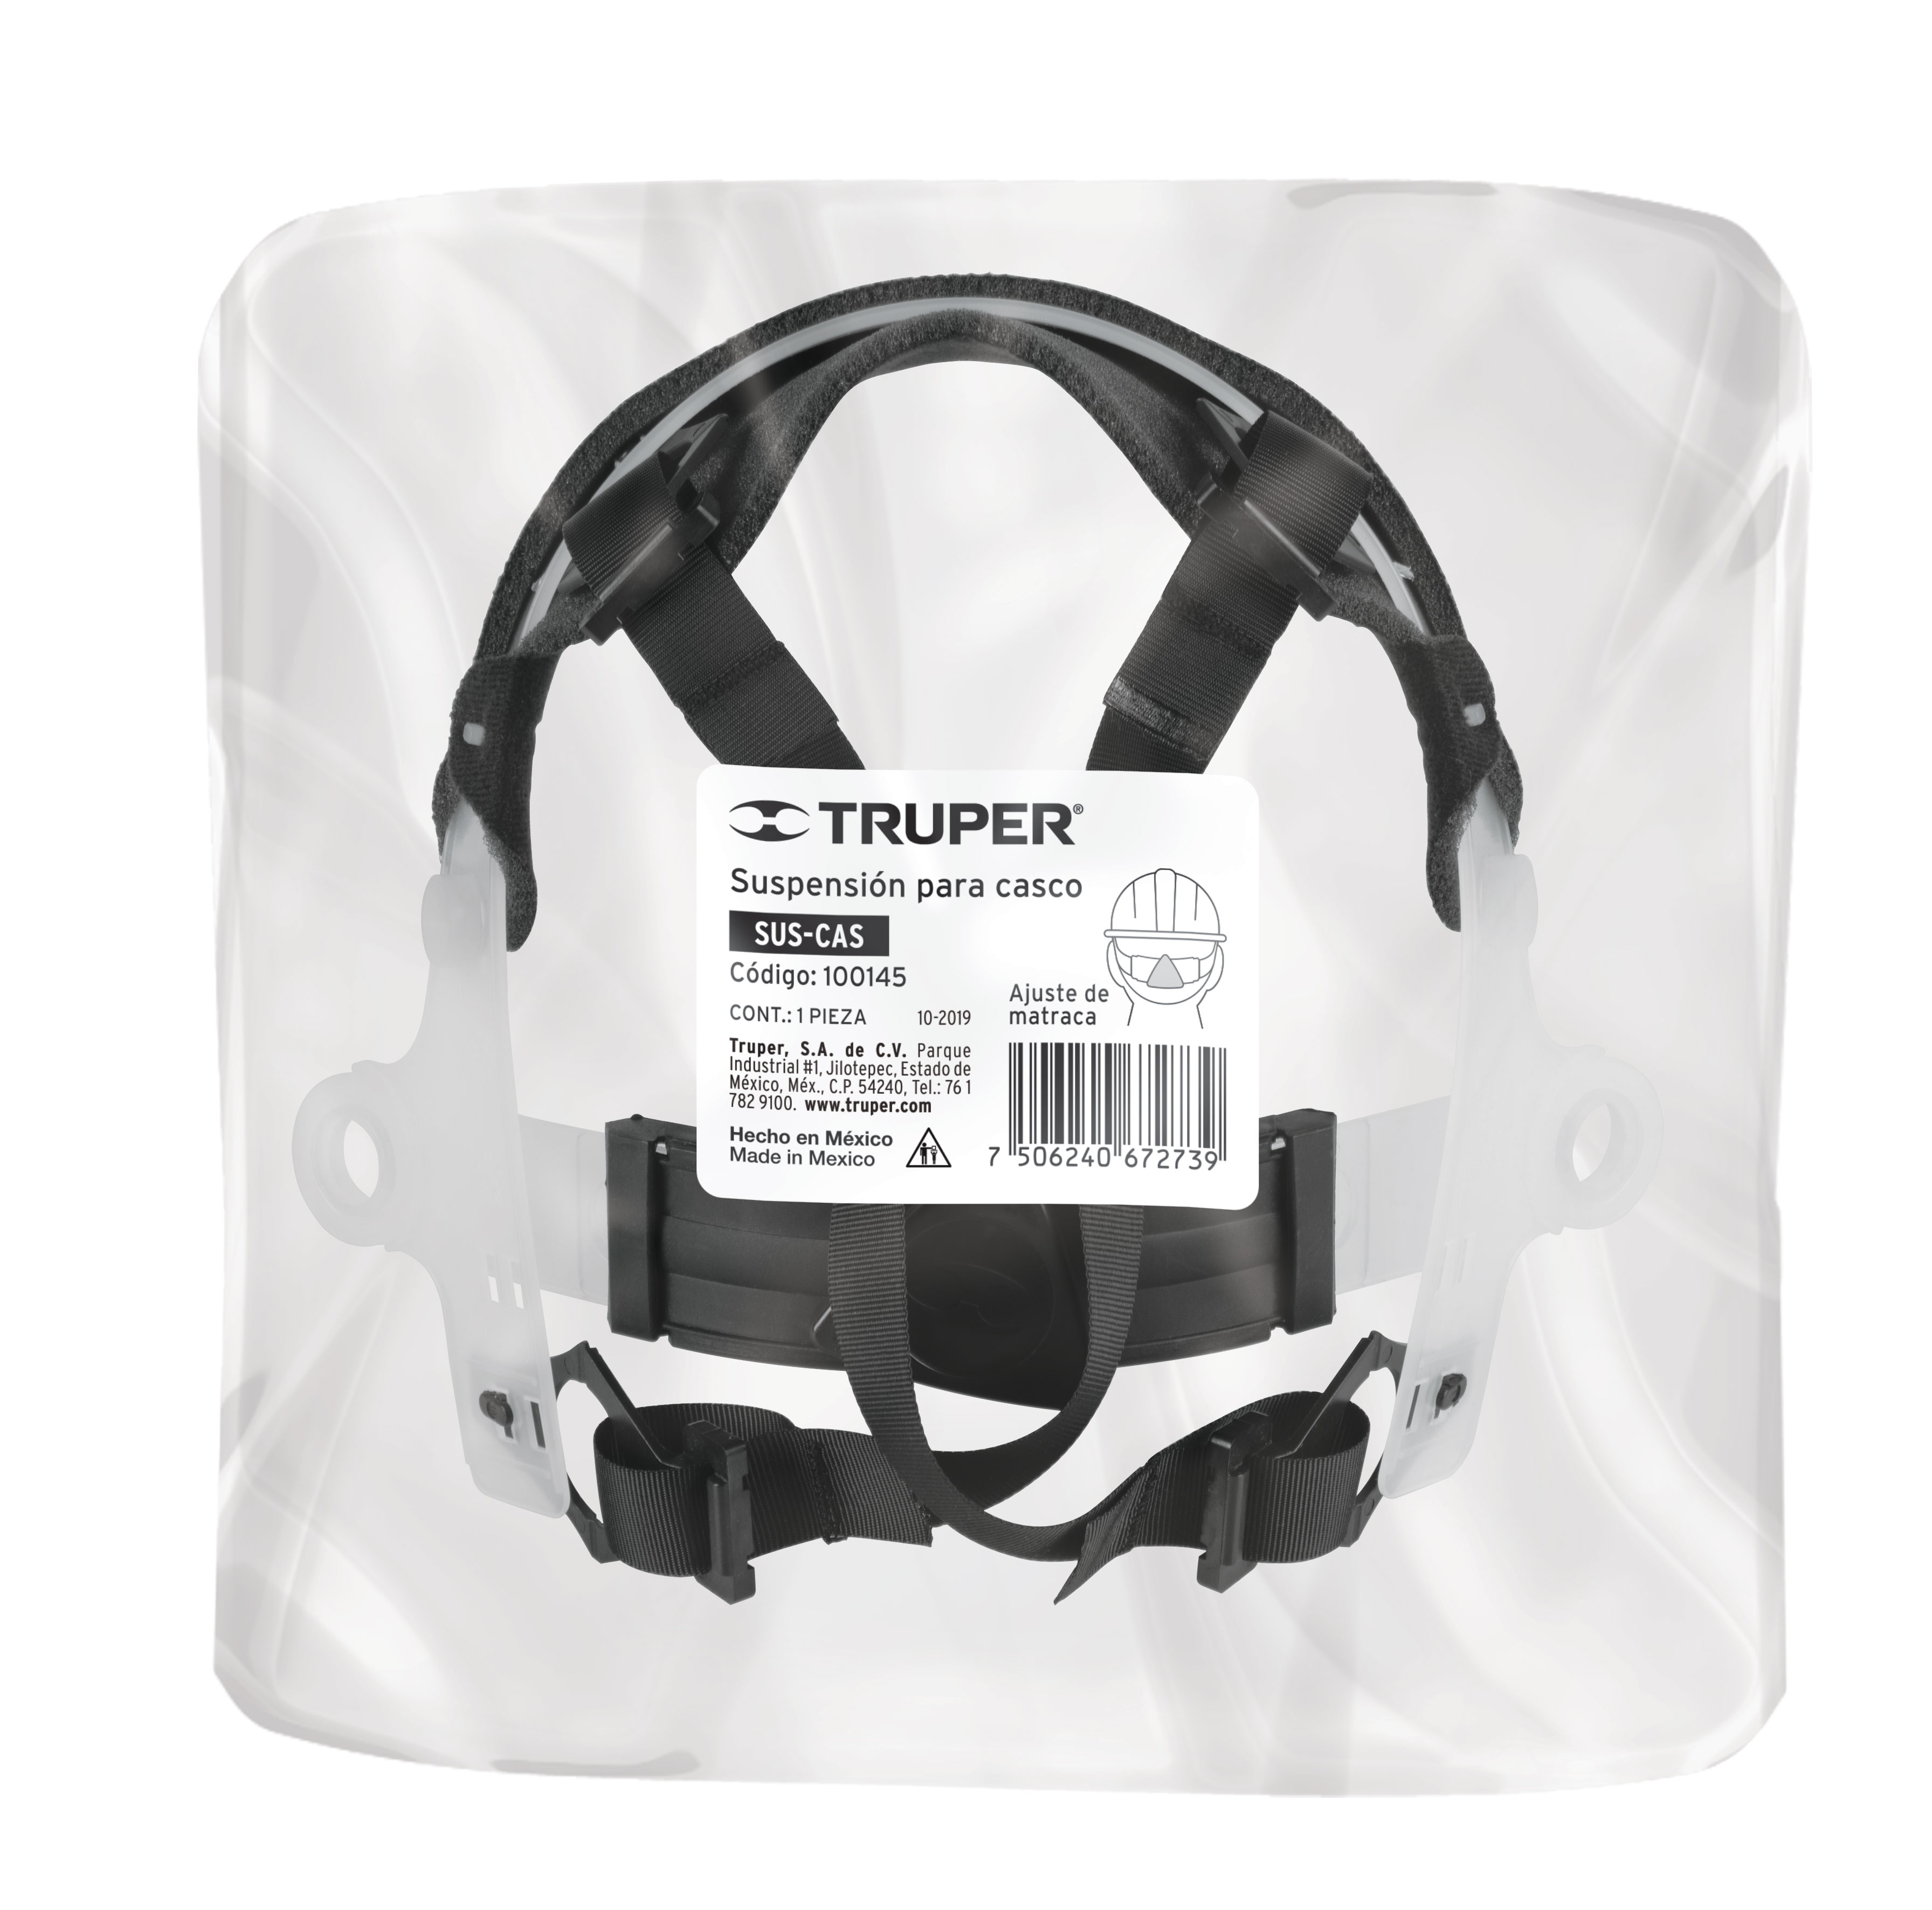 TRUPER®
Suspensión para casco
SUS-CAS
Código: 100145
CONT.: 1 PIEZA 10-2019
Ajuste de
matraca
Truper, S.A. de C.V. Parque
Industrial #1, Jilotepec, Estado de
México, Méx., C.P. 54240, Tel.: 76 1
782 9100. www.truper.com
Hecho en México
Made in Mexico
7 506240 672739